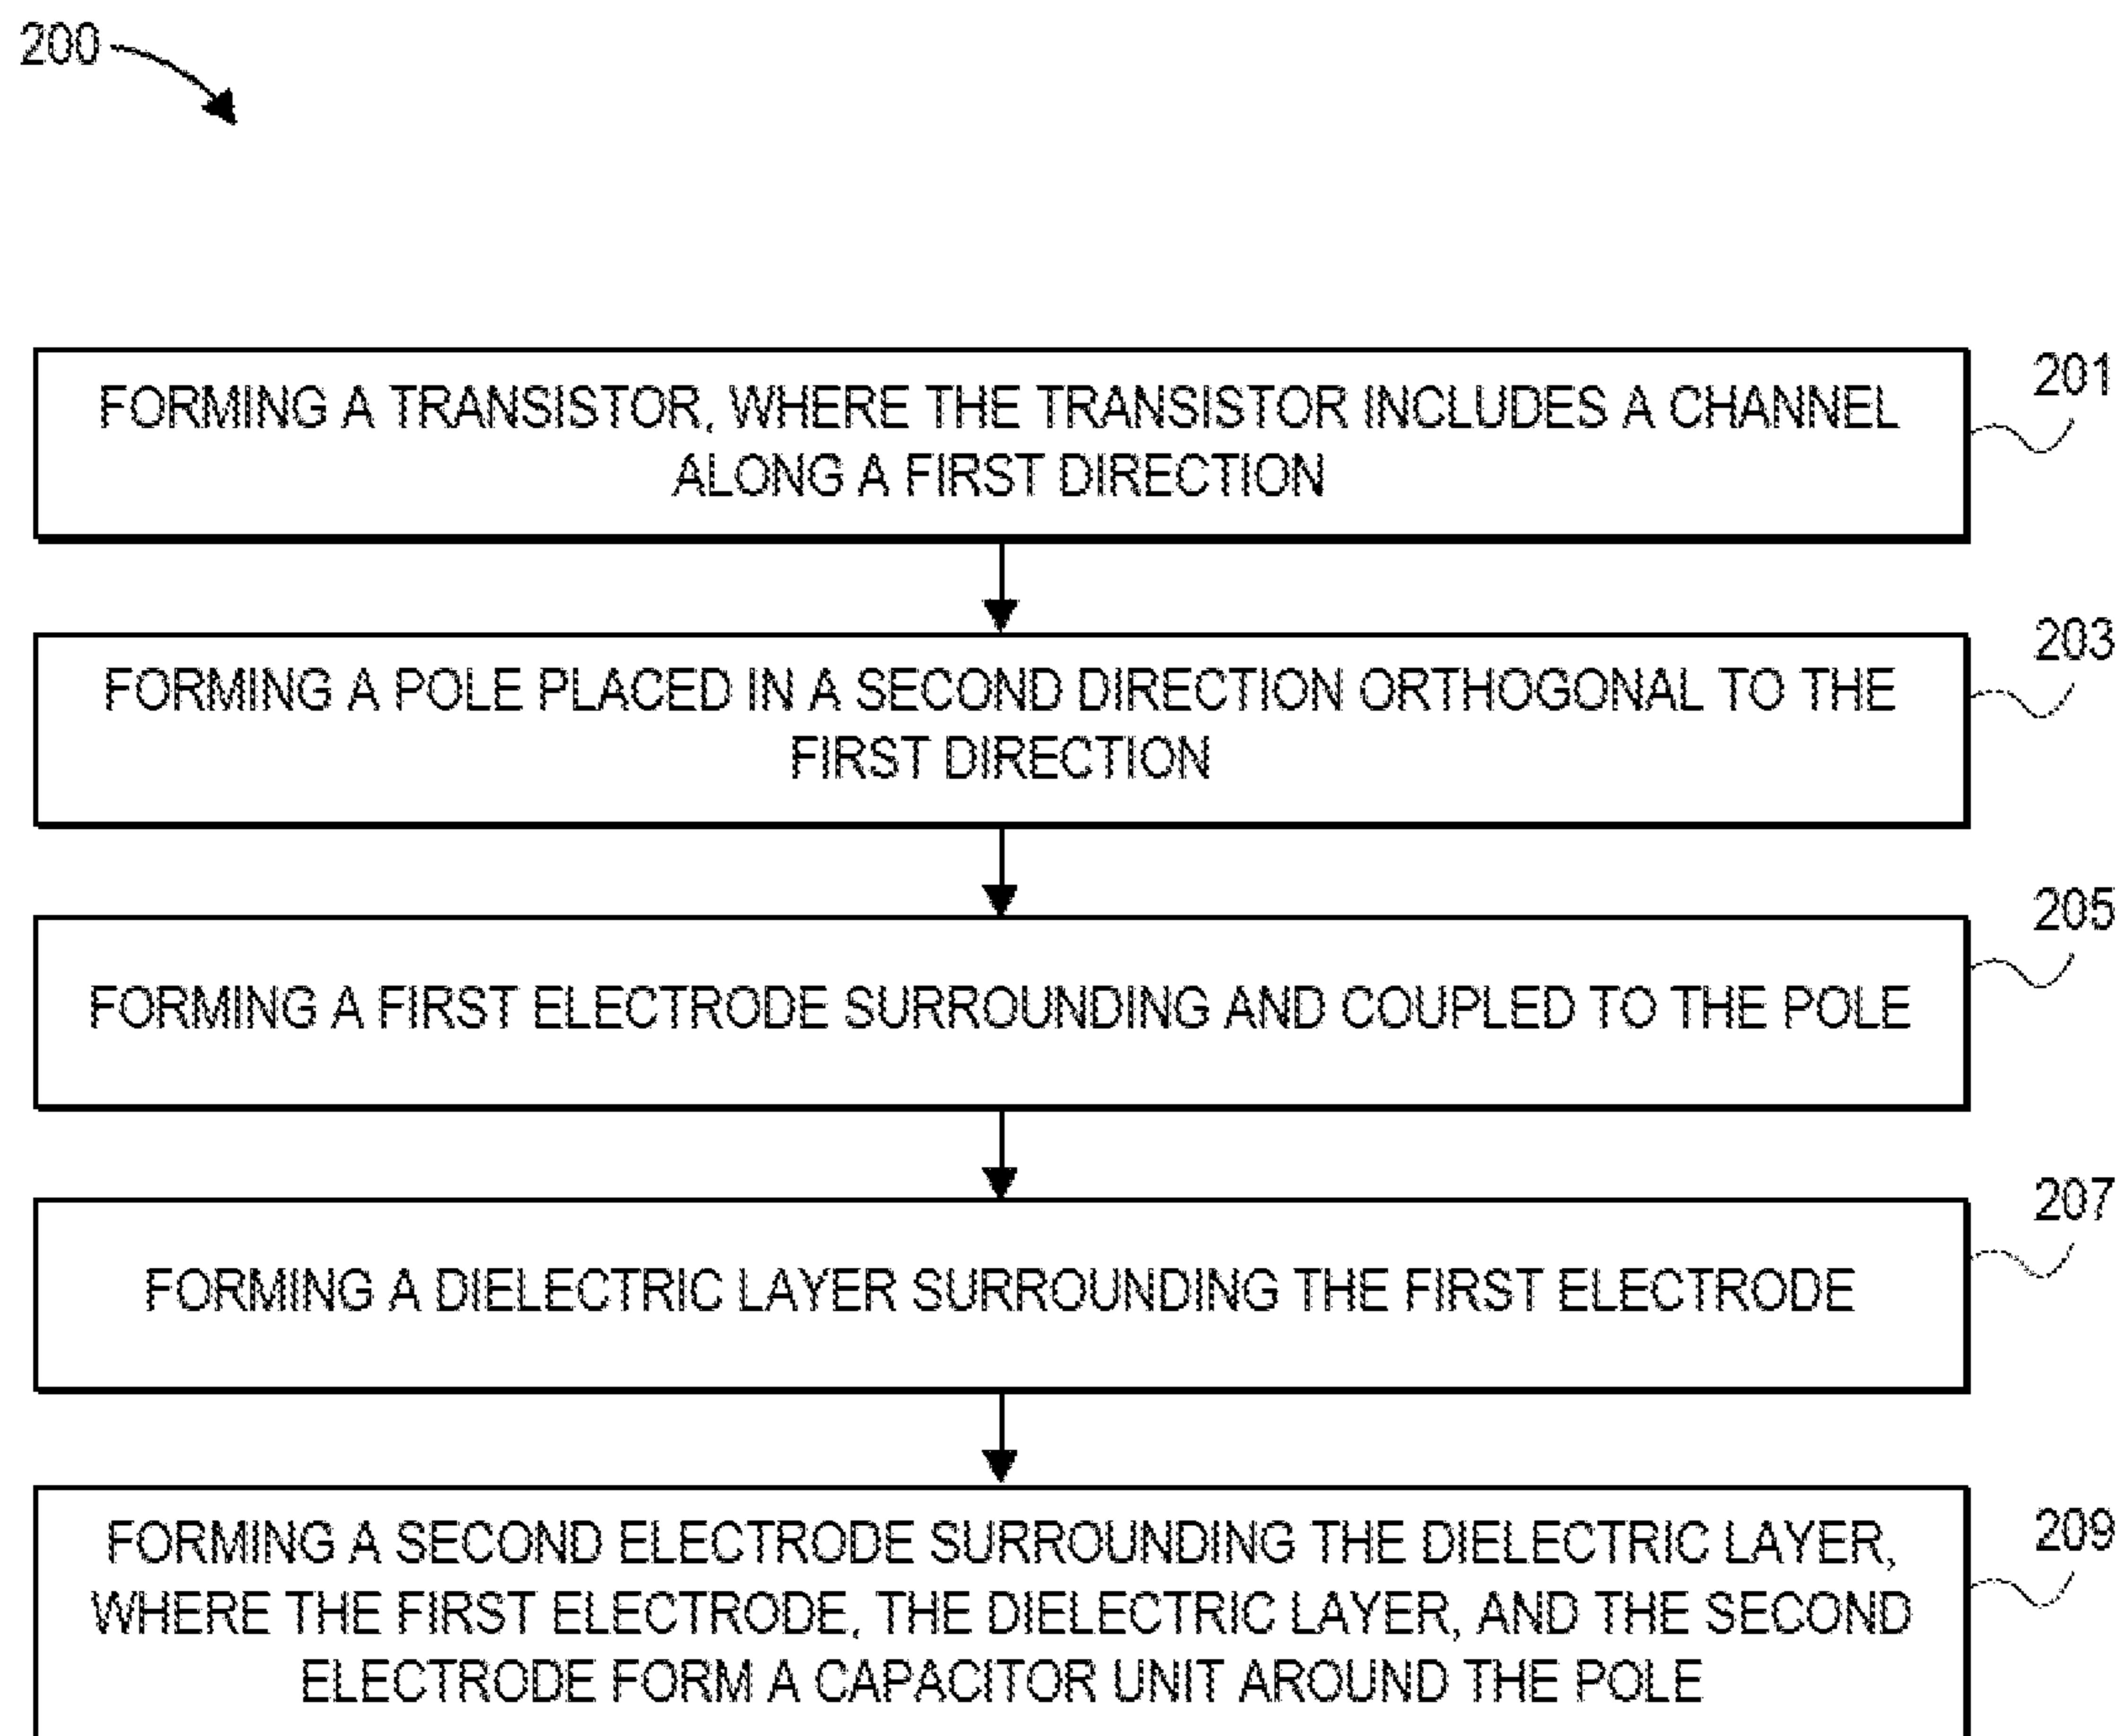 200
FORMING A TRANSISTOR, WHERE THE TRANSISTOR INCLUDES A CHANNEL
ALONG A FIRST DIRECTION
201
FORMING A POLE PLACED IN A SECOND DIRECTION ORTHOGONAL TO THE
FIRST DIRECTION
203
FORMING A FIRST ELECTRODE SURROUNDING AND COUPLED TO THE POLE
205
FORMING A DIELECTRIC LAYER SURROUNDING THE FIRST ELECTRODE
207
FORMING A SECOND ELECTRODE SURROUNDING THE DIELECTRIC LAYER,
WHERE THE FIRST ELECTRODE, THE DIELECTRIC LAYER, AND THE SECOND
ELECTRODE FORM A CAPACITOR UNIT AROUND THE POLE
209